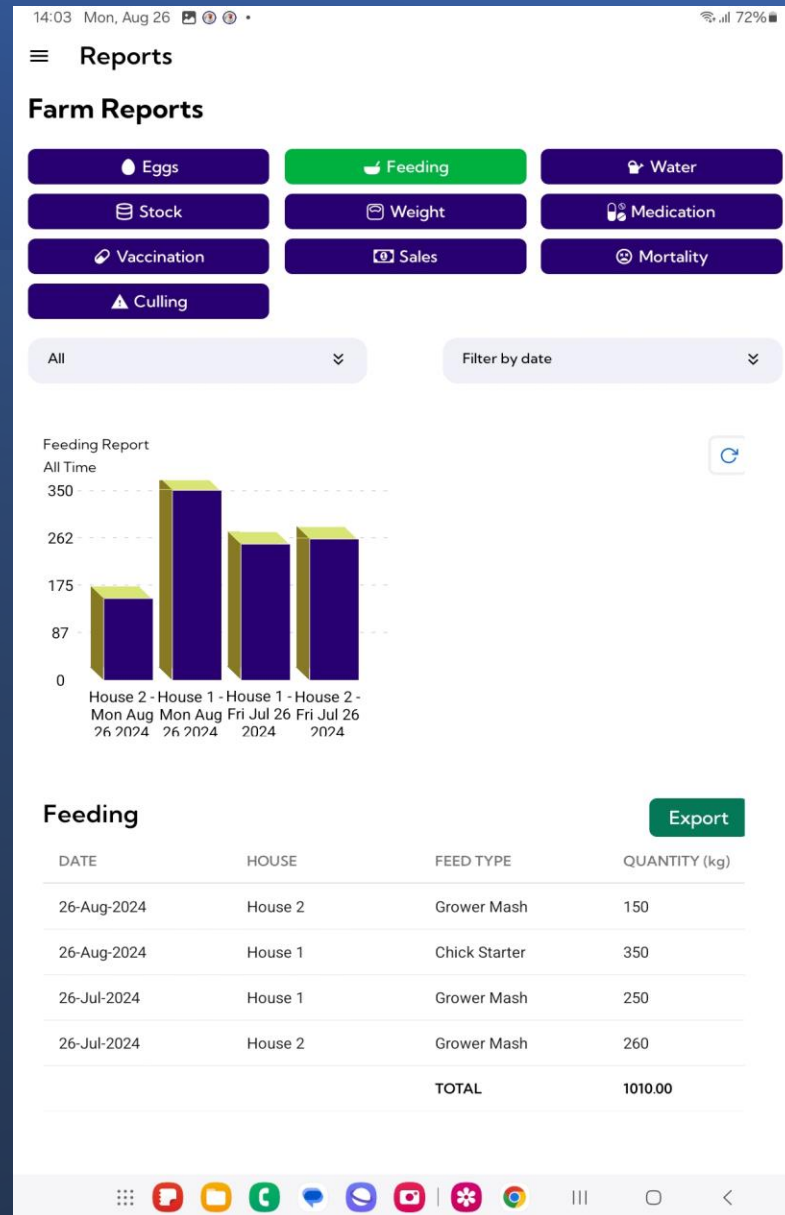 14:03 Mon, Aug 26 72%
Reports
Farm Reports
Eggs Feeding Water
Stock Weight Medication
Vaccination Sales Mortality
Culling
All Filter by date
Feeding Report
All Time
350
262
175
87
0
House 2 - House 1 - House 1 - House 2 -
Mon Aug Mon Aug Fri Jul 26 Fri Jul 26
26 2024 26 2024 2024 2024
Feeding Export
DATE HOUSE FEED TYPE QUANTITY (kg)
26-Aug-2024 House 2 Grower Mash 150
26-Aug-2024 House 1 Chick Starter 350
26-Jul-2024 House 1 Grower Mash 250
26-Jul-2024 House 2 Grower Mash 260
TOTAL 1010.00